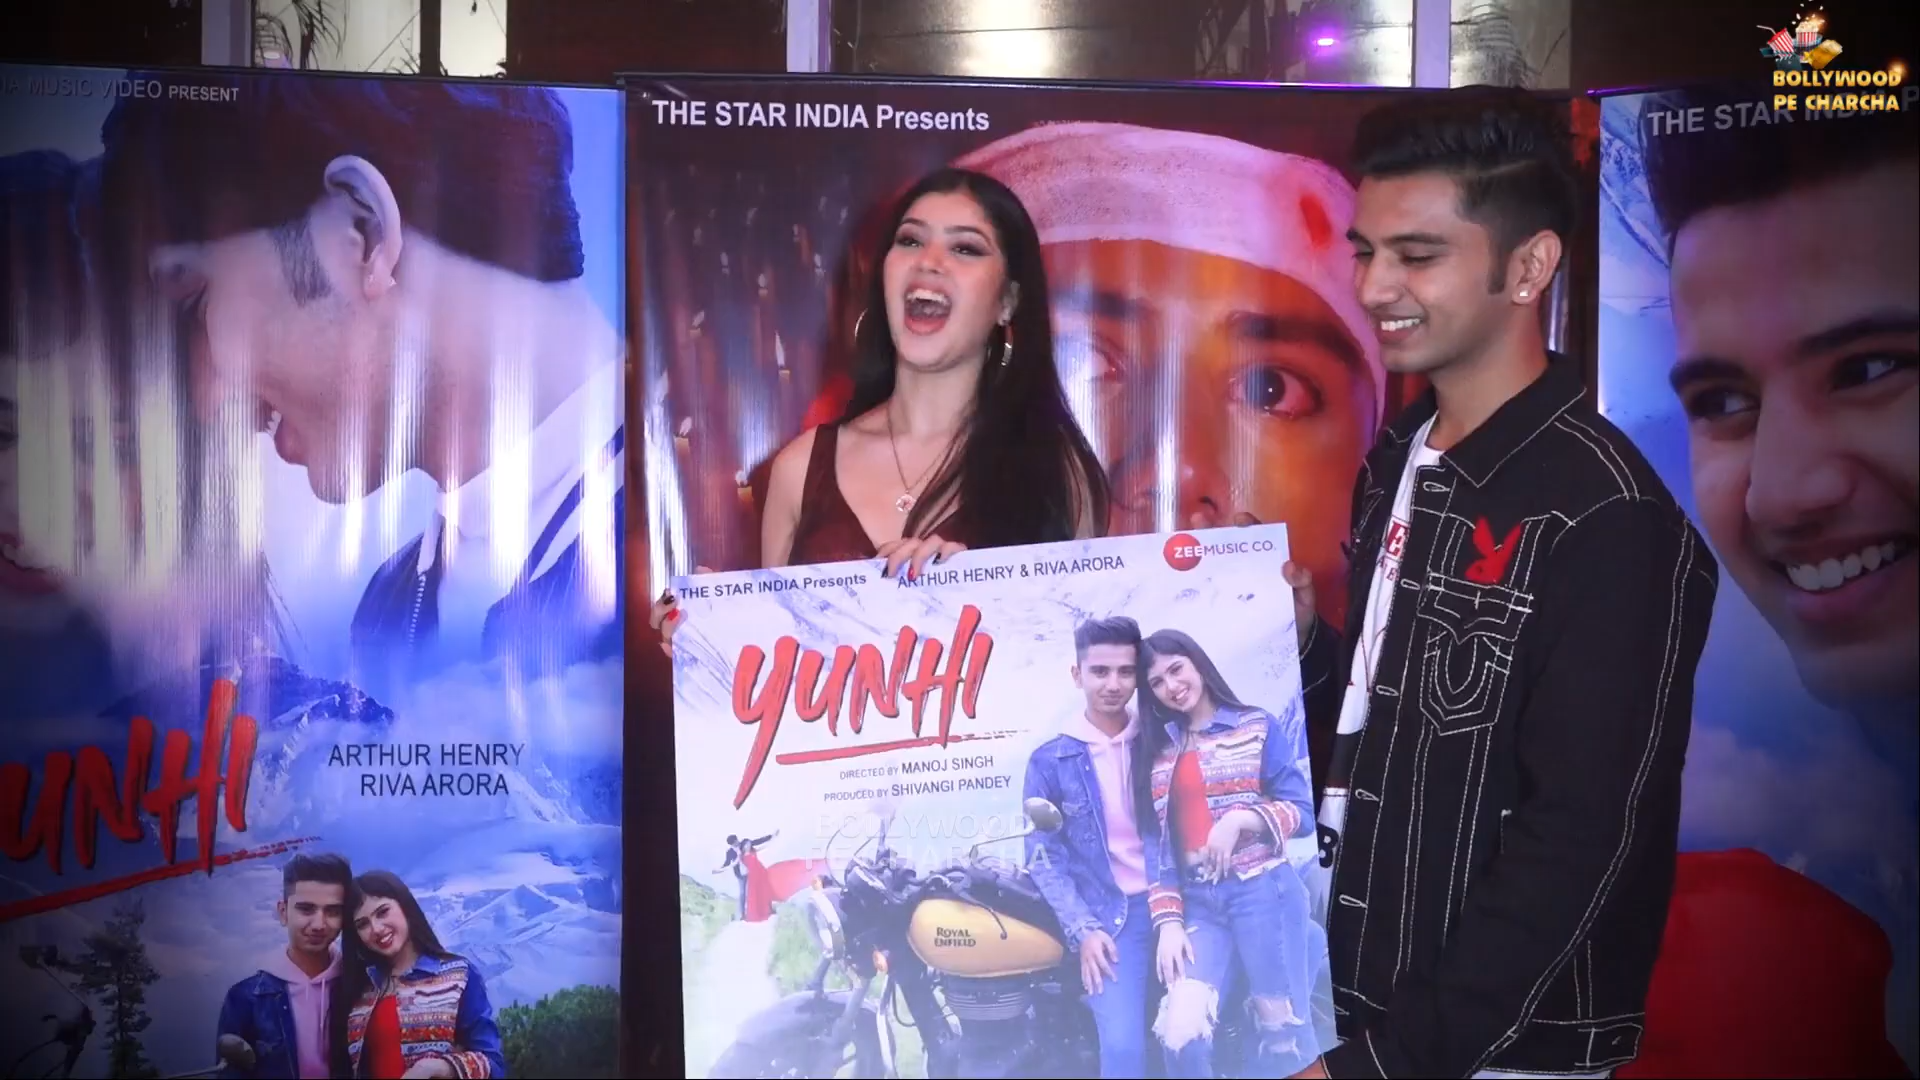 BOLLYWOOD
PE CHARCHA
MUSIC VIDEO PRESENT
THE STAR INDIA Presents
THE STAR INDIA
THE STAR INDIA Presents
ARTHUR HENRY & RIVA ARORA
ZEE MUSIC CO.
YUNHI
DIRECTED BY MANOJ SINGH
PRODUCED BY SHIVANGI PANDEY
BOLLYWOOD
PE CHARCHA
ROYAL
ENFIELD
UNHI
ARTHUR HENRY
RIVA ARORA